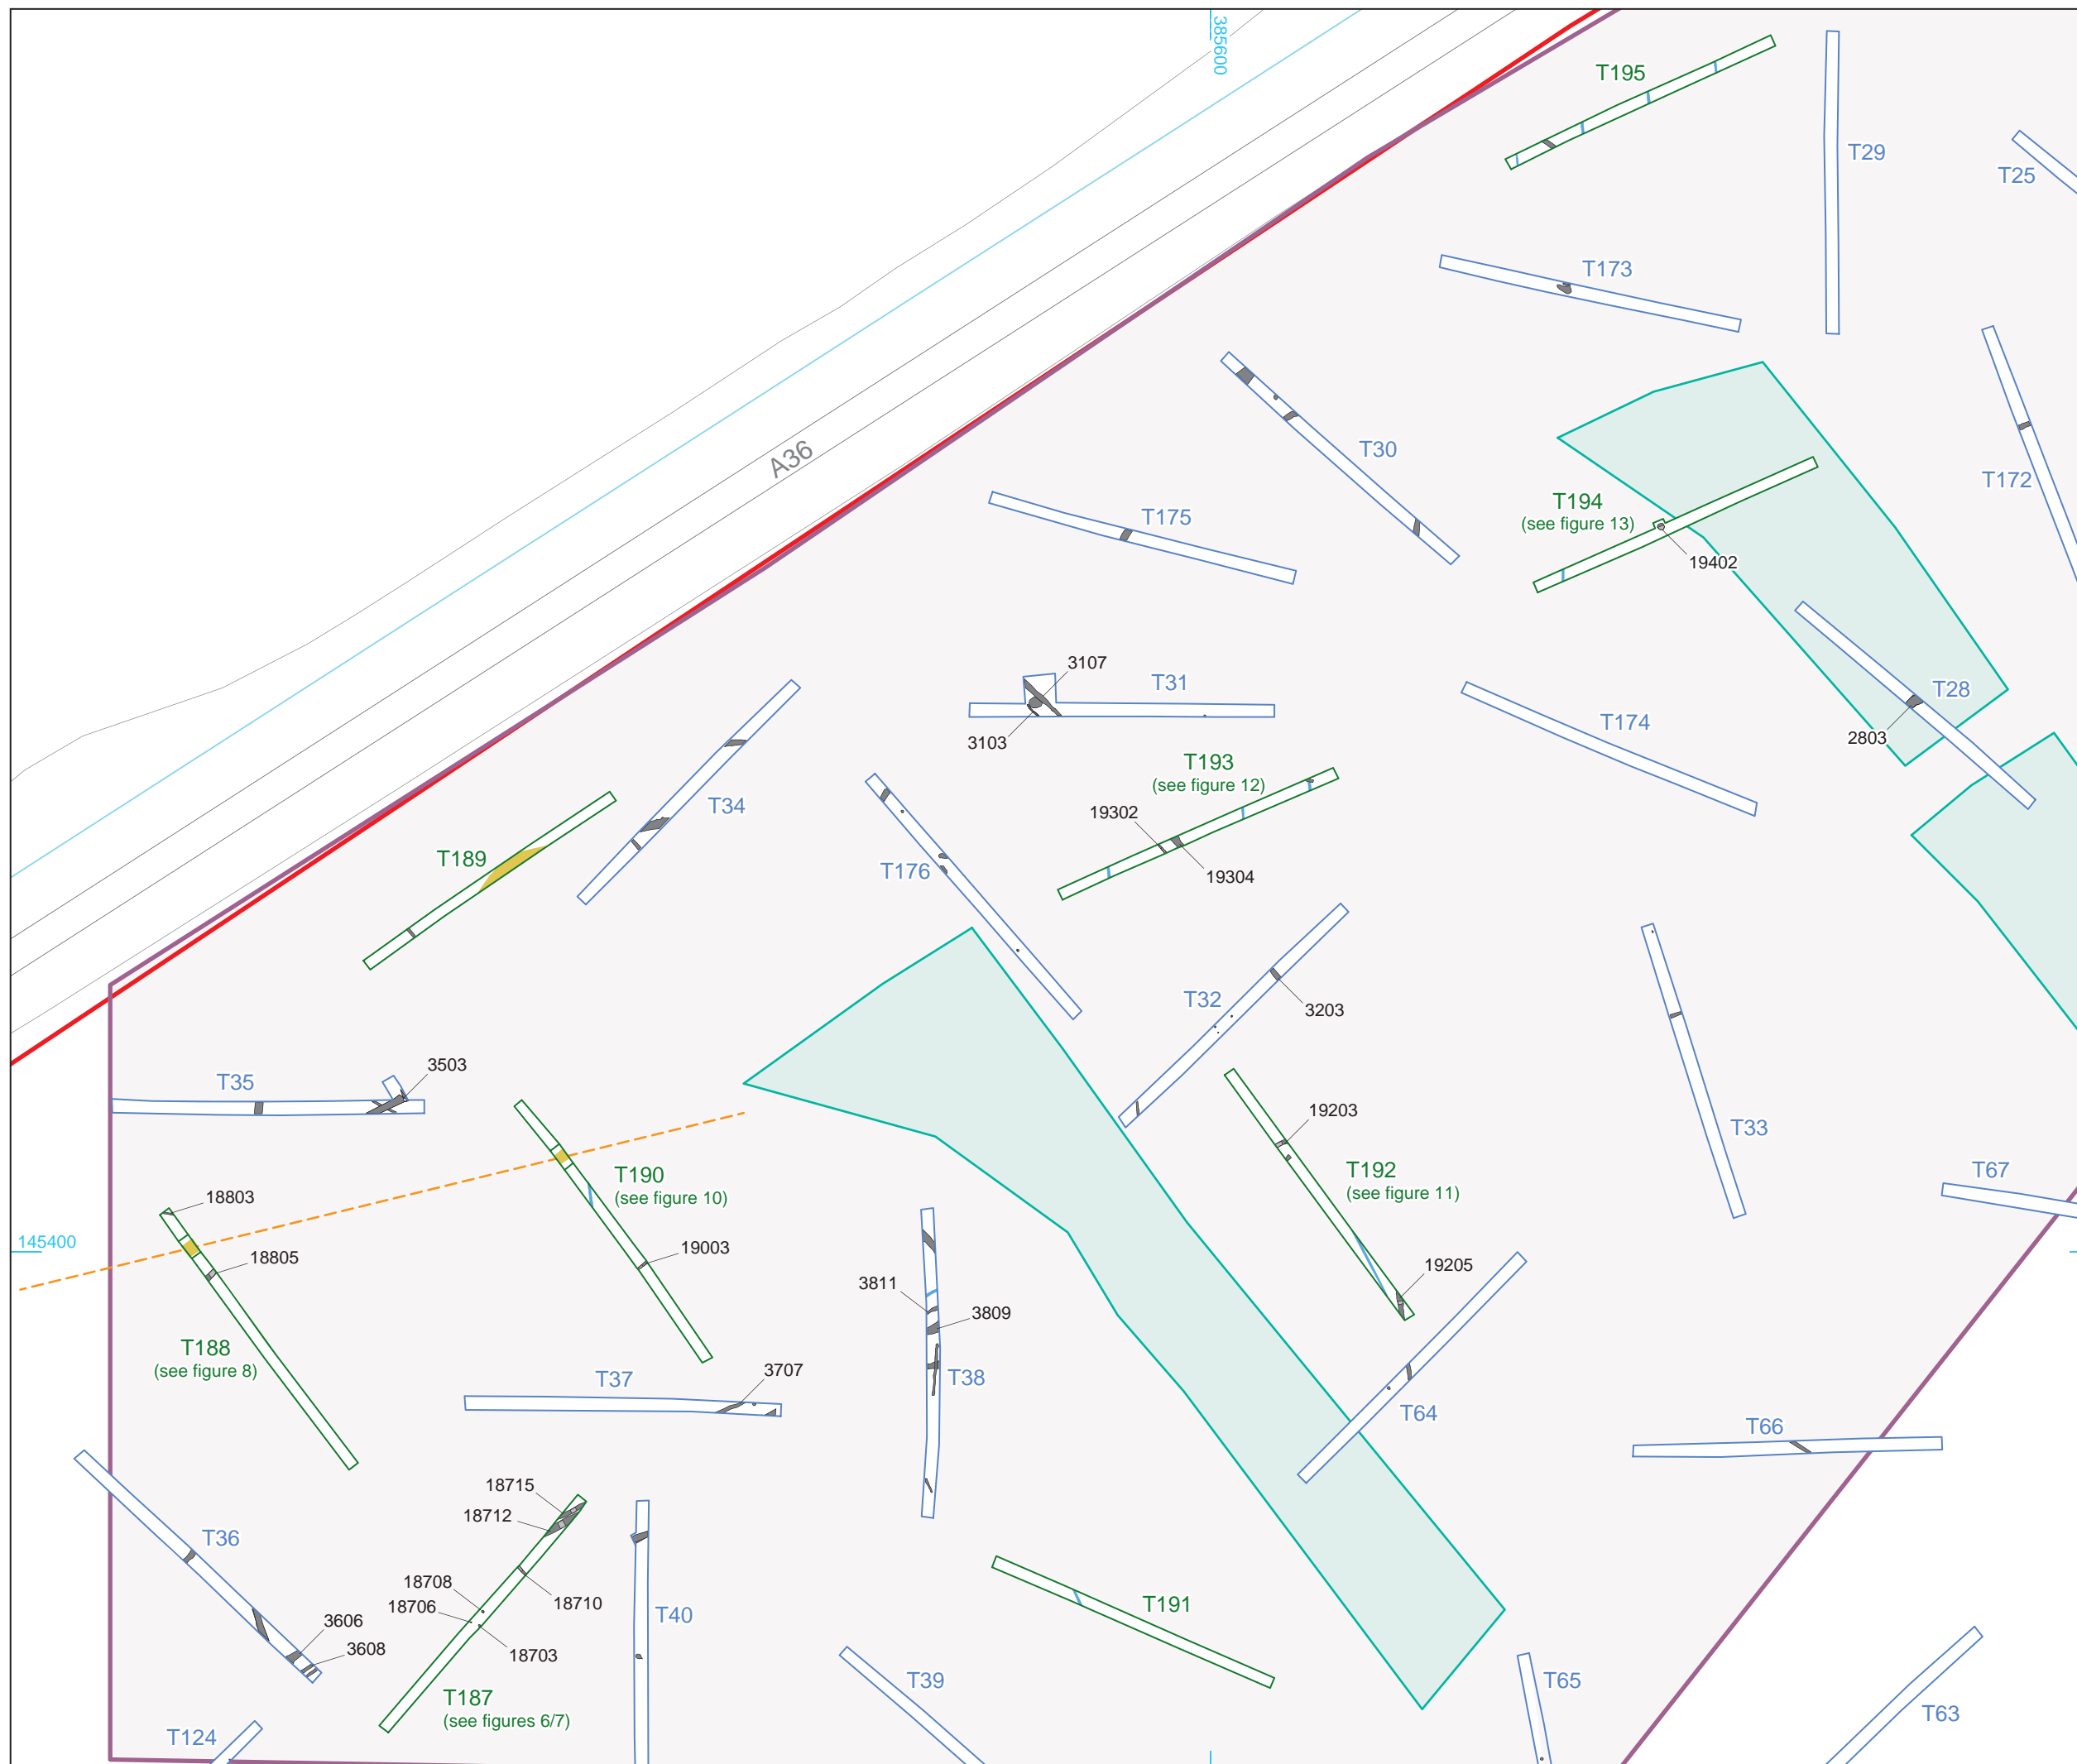 385600
T195
T29
T25
T173
A36
T30
T172
T194
(see figure 13)
T175
19402
3107
T31
T28
T174
2803
3103
T193
(see figure 12)
T34
19302
T189
T176
19304
T32
3203
3503
T35
19203
T33
T190
(see figure 10)
T192
(see figure 11)
T67
18803
145400
19003
18805
19205
3811
3809
T188
(see figure 8)
3707
T37
T38
T64
T66
18715
18712
T36
18708
18706
18710
T191
T40
3606
3608
18703
T39
T65
T187
(see figures 6/7)
T63
T124